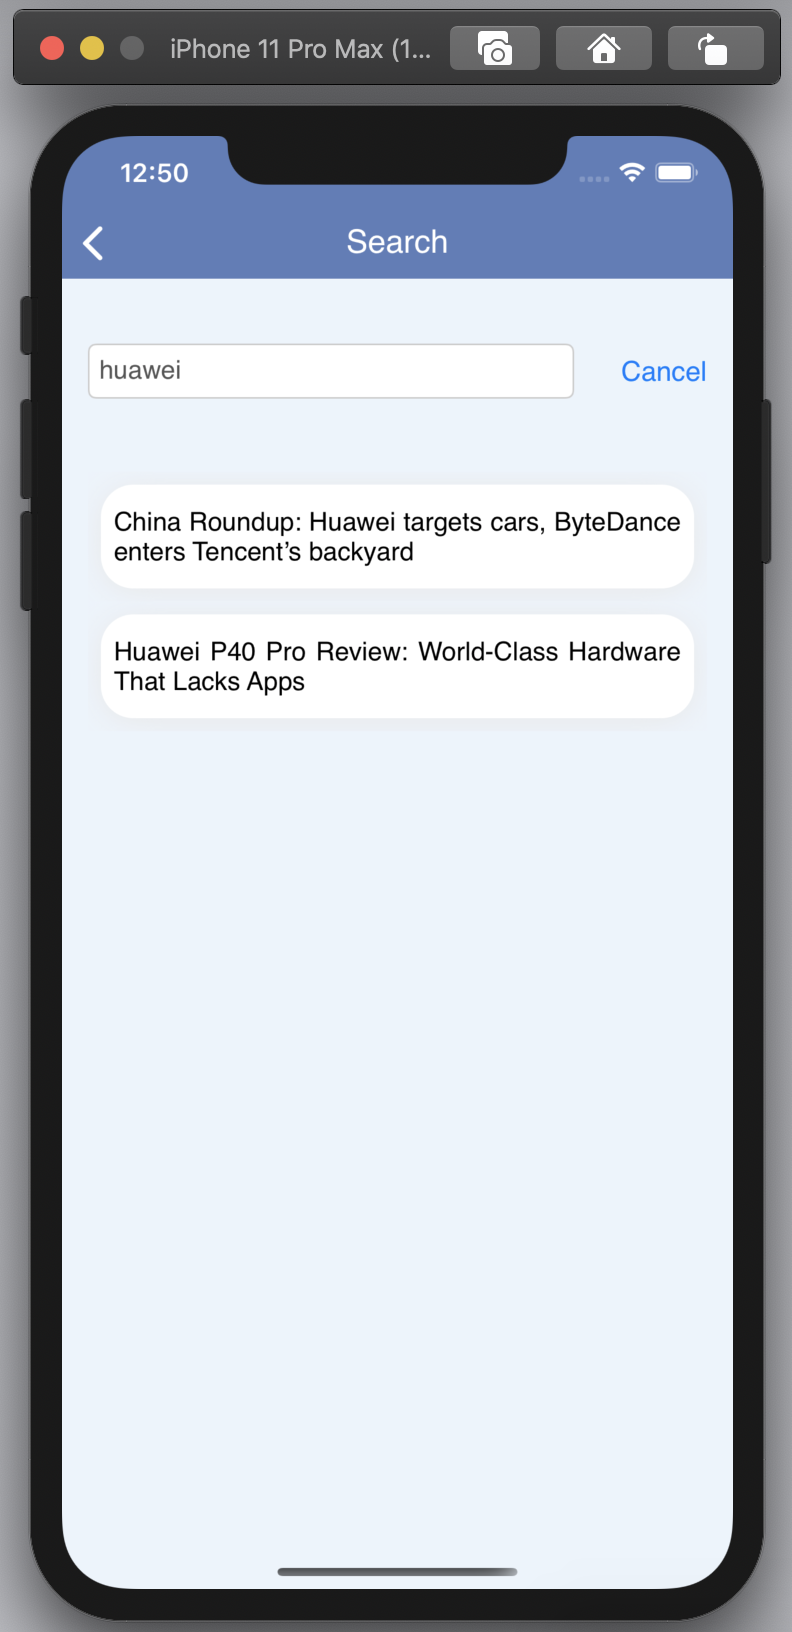 iPhone 11 Pro Max (1...
12:50
Search
huawei
Cancel
China Roundup: Huawei targets cars, ByteDance
enters Tencent’s backyard
Huawei P40 Pro Review: World-Class Hardware
That Lacks Apps